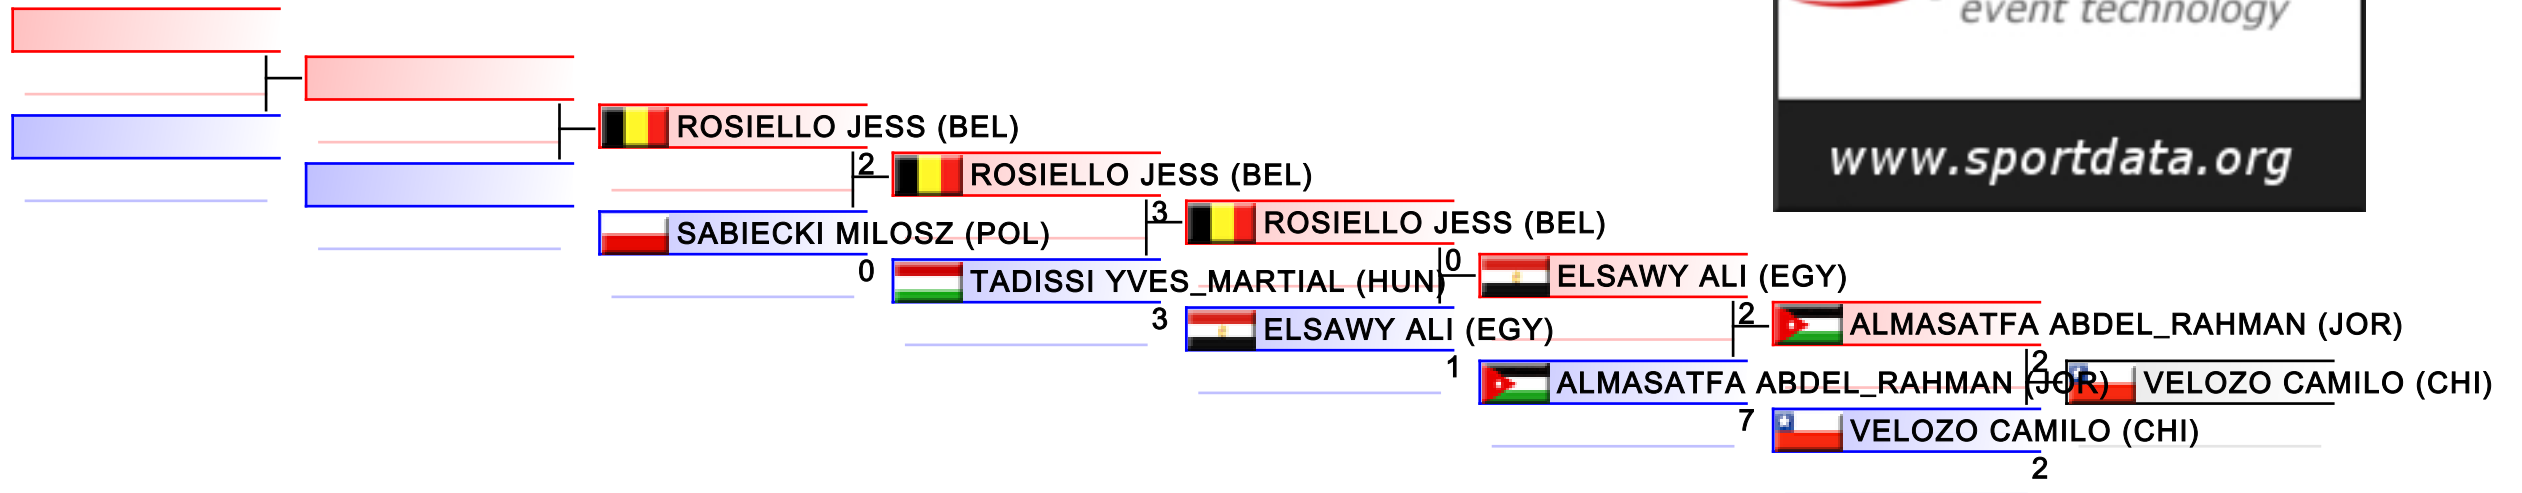 event technology
www.sportdata.org
ROSIELLO JESS (BEL)
2
SABIECKI MILOSZ (POL)
0
ROSIELLO JESS (BEL)
3
TADISSI YVES_MARTIAL (HUN)
3
ROSIELLO JESS (BEL)
0
ELSAWY ALI (EGY)
1
ELSAWY ALI (EGY)
2
ALMASATFA ABDEL_RAHMAN (JOR)
7
ALMASATFA ABDEL_RAHMAN (JOR)
2
VELOZO CAMILO (CHI)
2
VELOZO CAMILO (CHI)